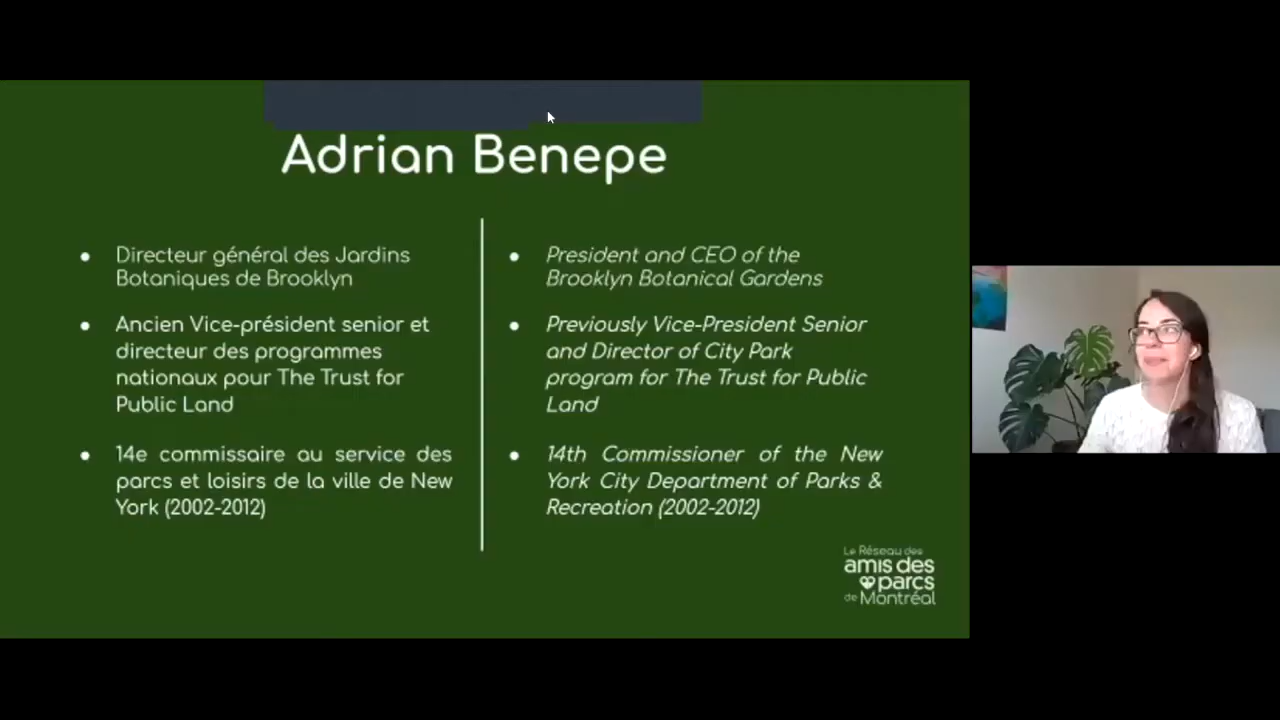 Adrian Benepe
● Directeur général des Jardins
Botaniques de Brooklyn
● Ancien Vice-président senior et
directeur des programmes
nationaux pour The Trust for
Public Land
● 14e commissaire au service des
parcs et loisirs de la ville de New
York (2002-2012)
● President and CEO of the
Brooklyn Botanical Gardens
● Previously Vice-President Senior
and Director of City Park
program for The Trust for Public
Land
● 14th Commissioner of the New
York City Department of Parks &
Recreation (2002-2012)
Le Réseau des
amis des
parcs
de Montréal